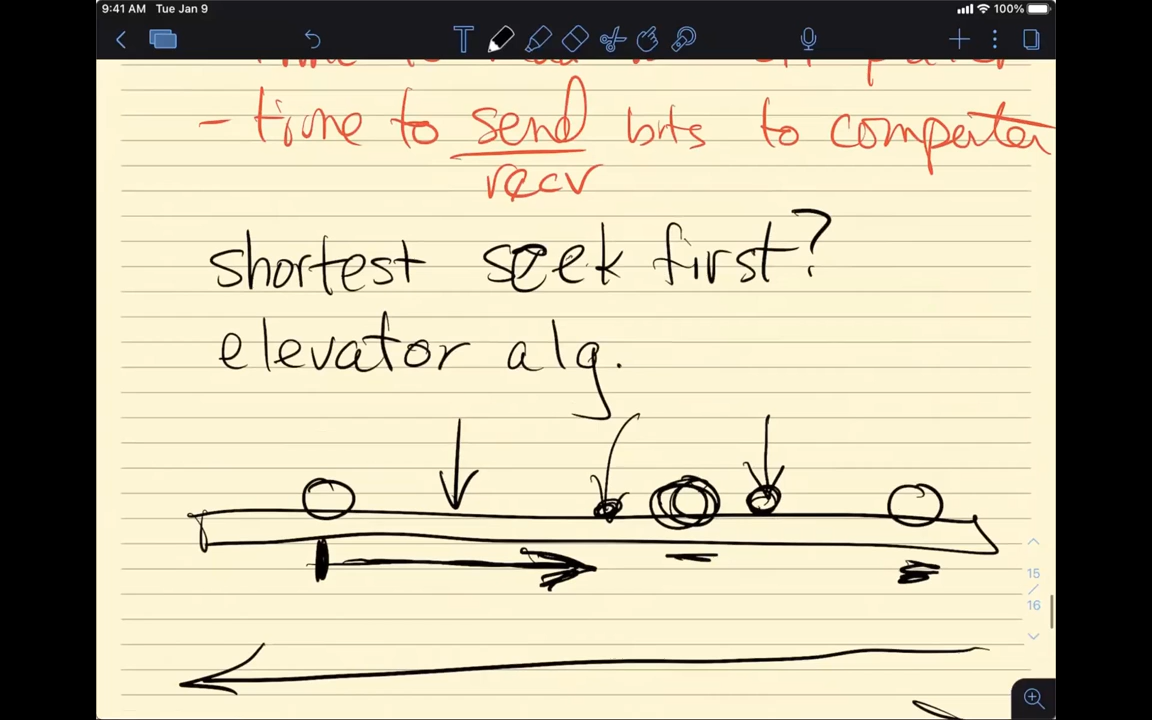 9:41 AM Tue Jan 9
100%
T
- time to send bits to computer
recv
shortest seek first?
elevator alg.
15
/
16